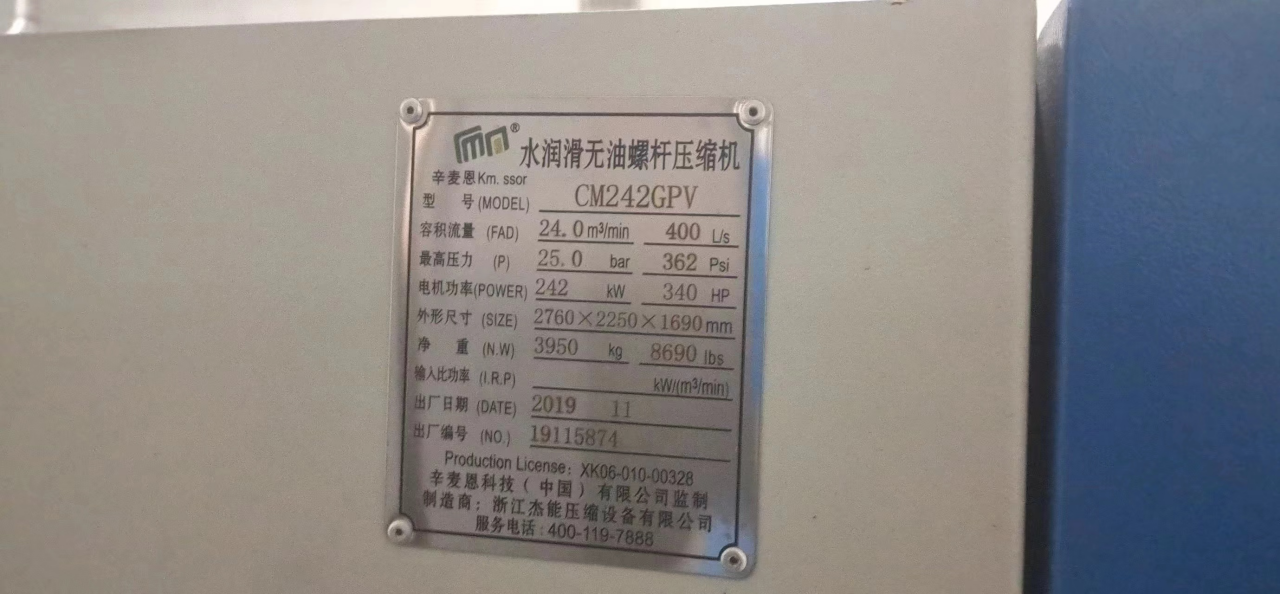 水润滑无油螺杆压缩机
辛麦恩Km. ssor
型 号(MODEL) CM242GPV
容积流量 (FAD) 24.0 m³/min 400 L/s
最高压力 (P) 25.0 bar 362 Psi
电机功率(POWER) 242 kW 340 HP
外形尺寸 (SIZE) 2760×2250×1690 mm
净 重 (N.W) 3950 kg 8690 lbs
输入比功率 (I.R.P) kW/(m³/min)
出厂日期 (DATE) 2019 11
出厂编号 (NO.) 19115874
Production License: XK06-010-00328
辛麦恩科技(中国)有限公司监制
制造商:浙江杰能压缩设备有限公司
服务电话:400-119-7888